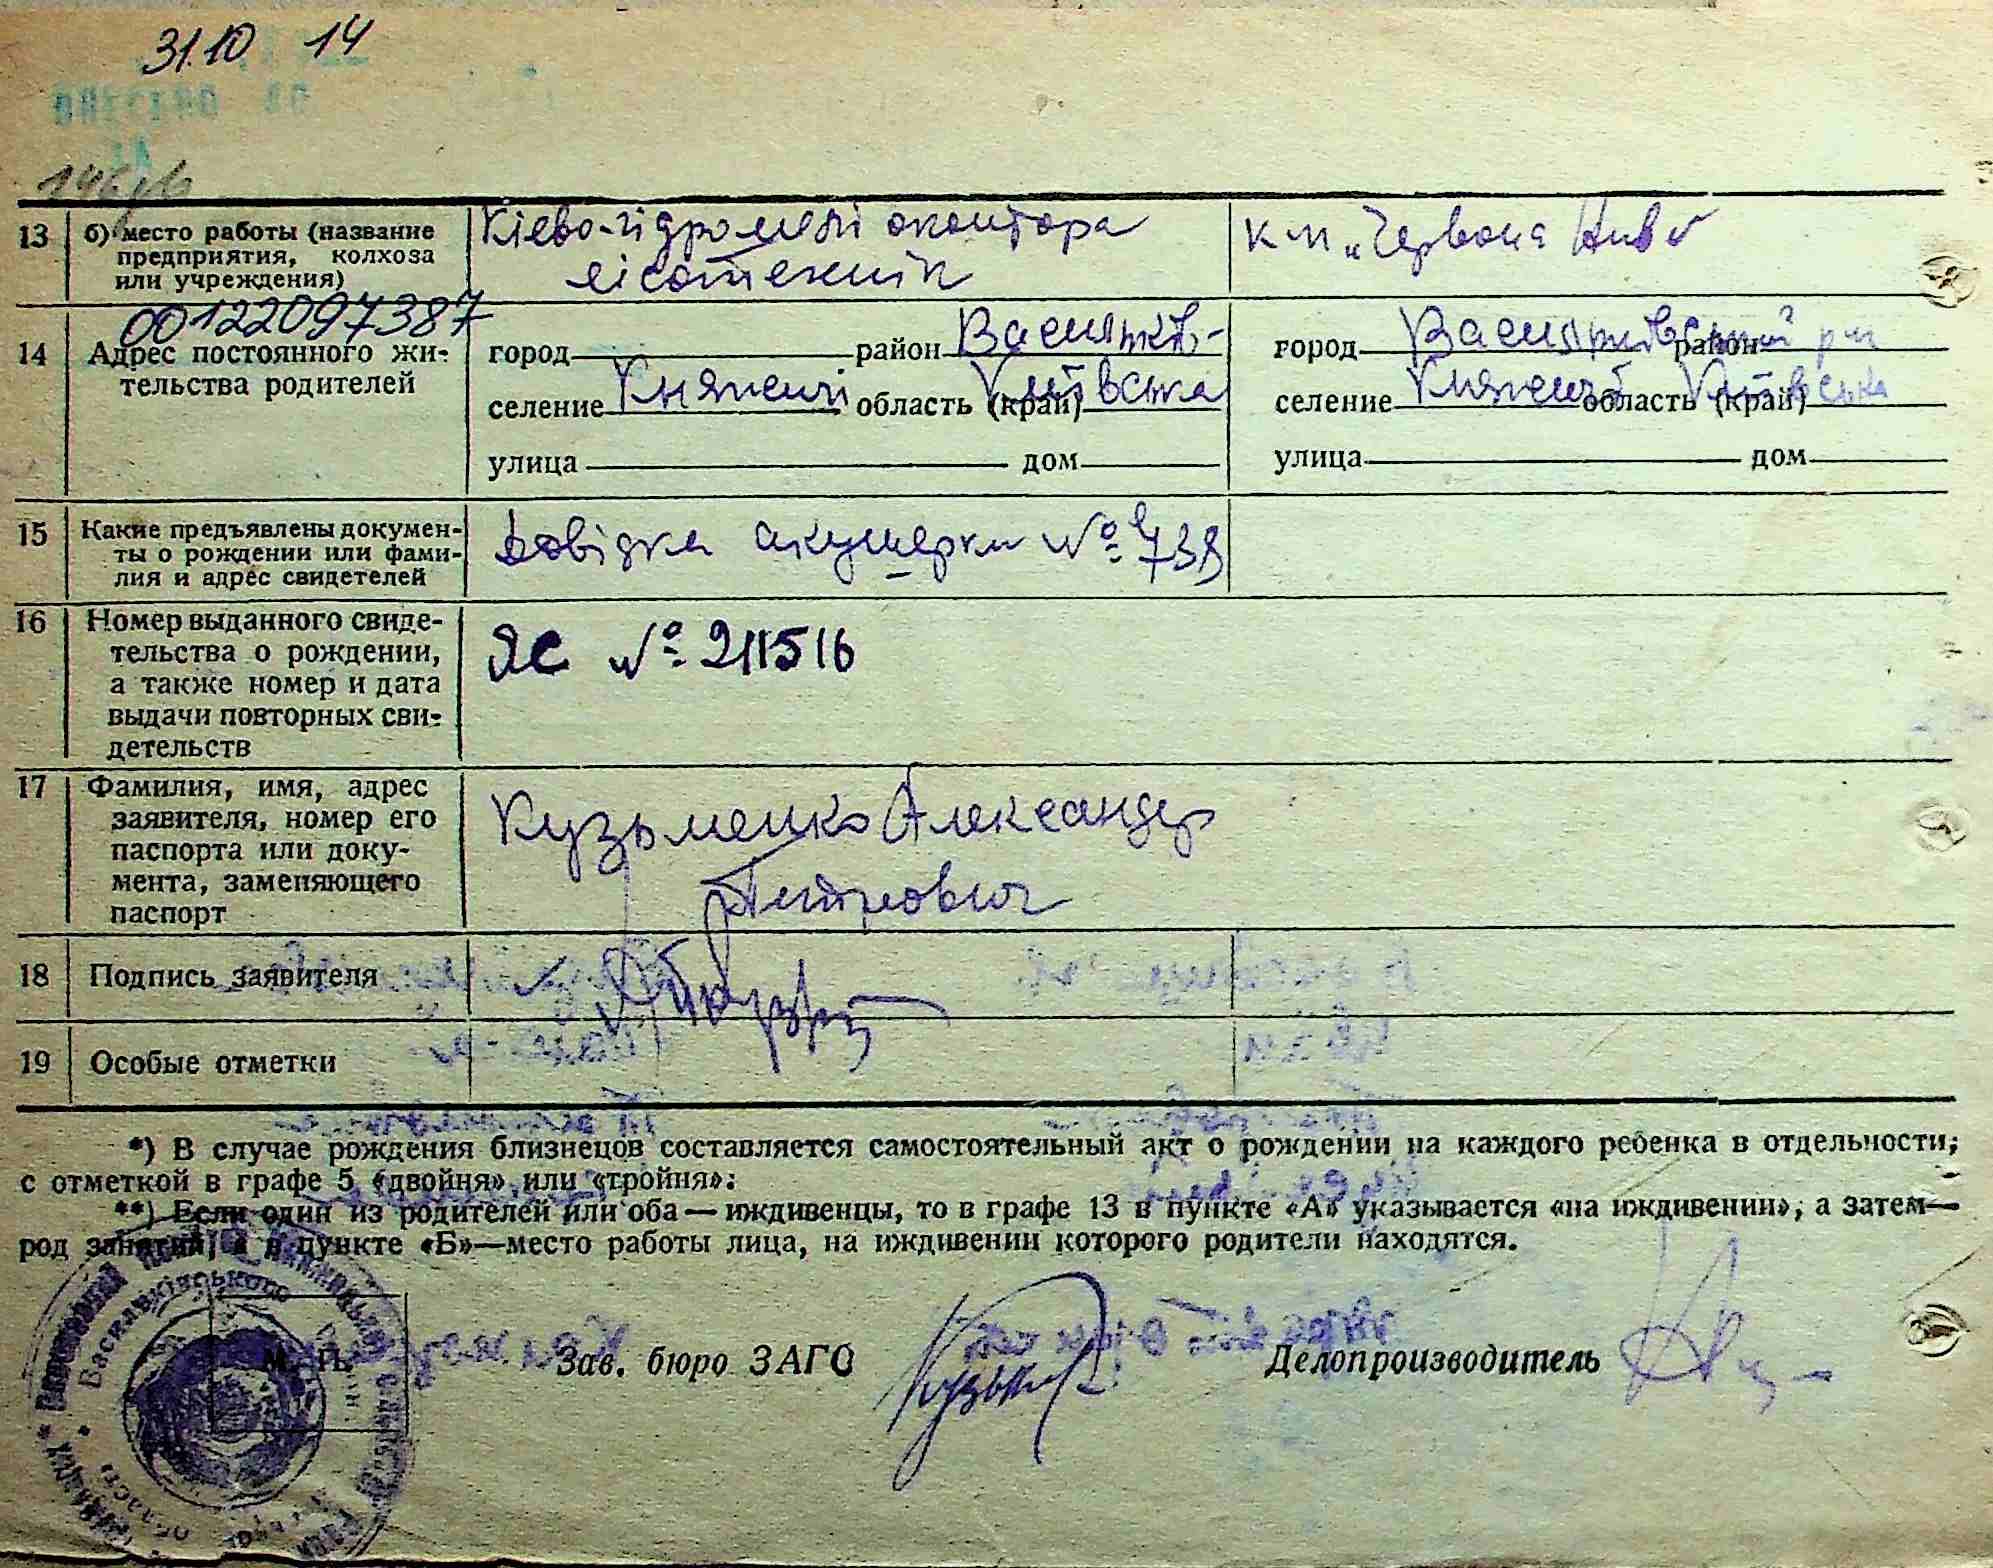 31.10 14
13 б) место работы (название предприятия, колхоза или учреждения)
лісотехнік
к-п „Червона Нива
00122097387
14 Адрес постоянного жительства родителей
город район Васильків-
селение Княжичі область (край) Київська
улица дом
город Васильківський район рн
селение Княжичі область (край) Київська
улица дом
15 Какие предъявлены документы о рождении или фамилия и адрес свидетелей
Довідка акушерки №
16 Номер выданного свидетельства о рождении, а также номер и дата выдачи повторных свидетельств
ЯС № 211516
17 Фамилия, имя, адрес заявителя, номер его паспорта или документа, заменяющего паспорт
Кузьменко Александр
Петрович
18 Подпись заявителя
19 Особые отметки
*) В случае рождения близнецов составляется самостоятельный акт о рождении на каждого ребенка в отдельности,
с отметкой в графе 5 «двойня» или «тройня».
**) Если один из родителей или оба — иждивенцы, то в графе 13 в пункте «А» указывается «на иждивении», а затем—
род занятий, а в пункте «Б»—место работы лица, на иждивении которого родители находятся.
Васильківського
М. П.
Зав. бюро ЗАГС
Делопроизводитель